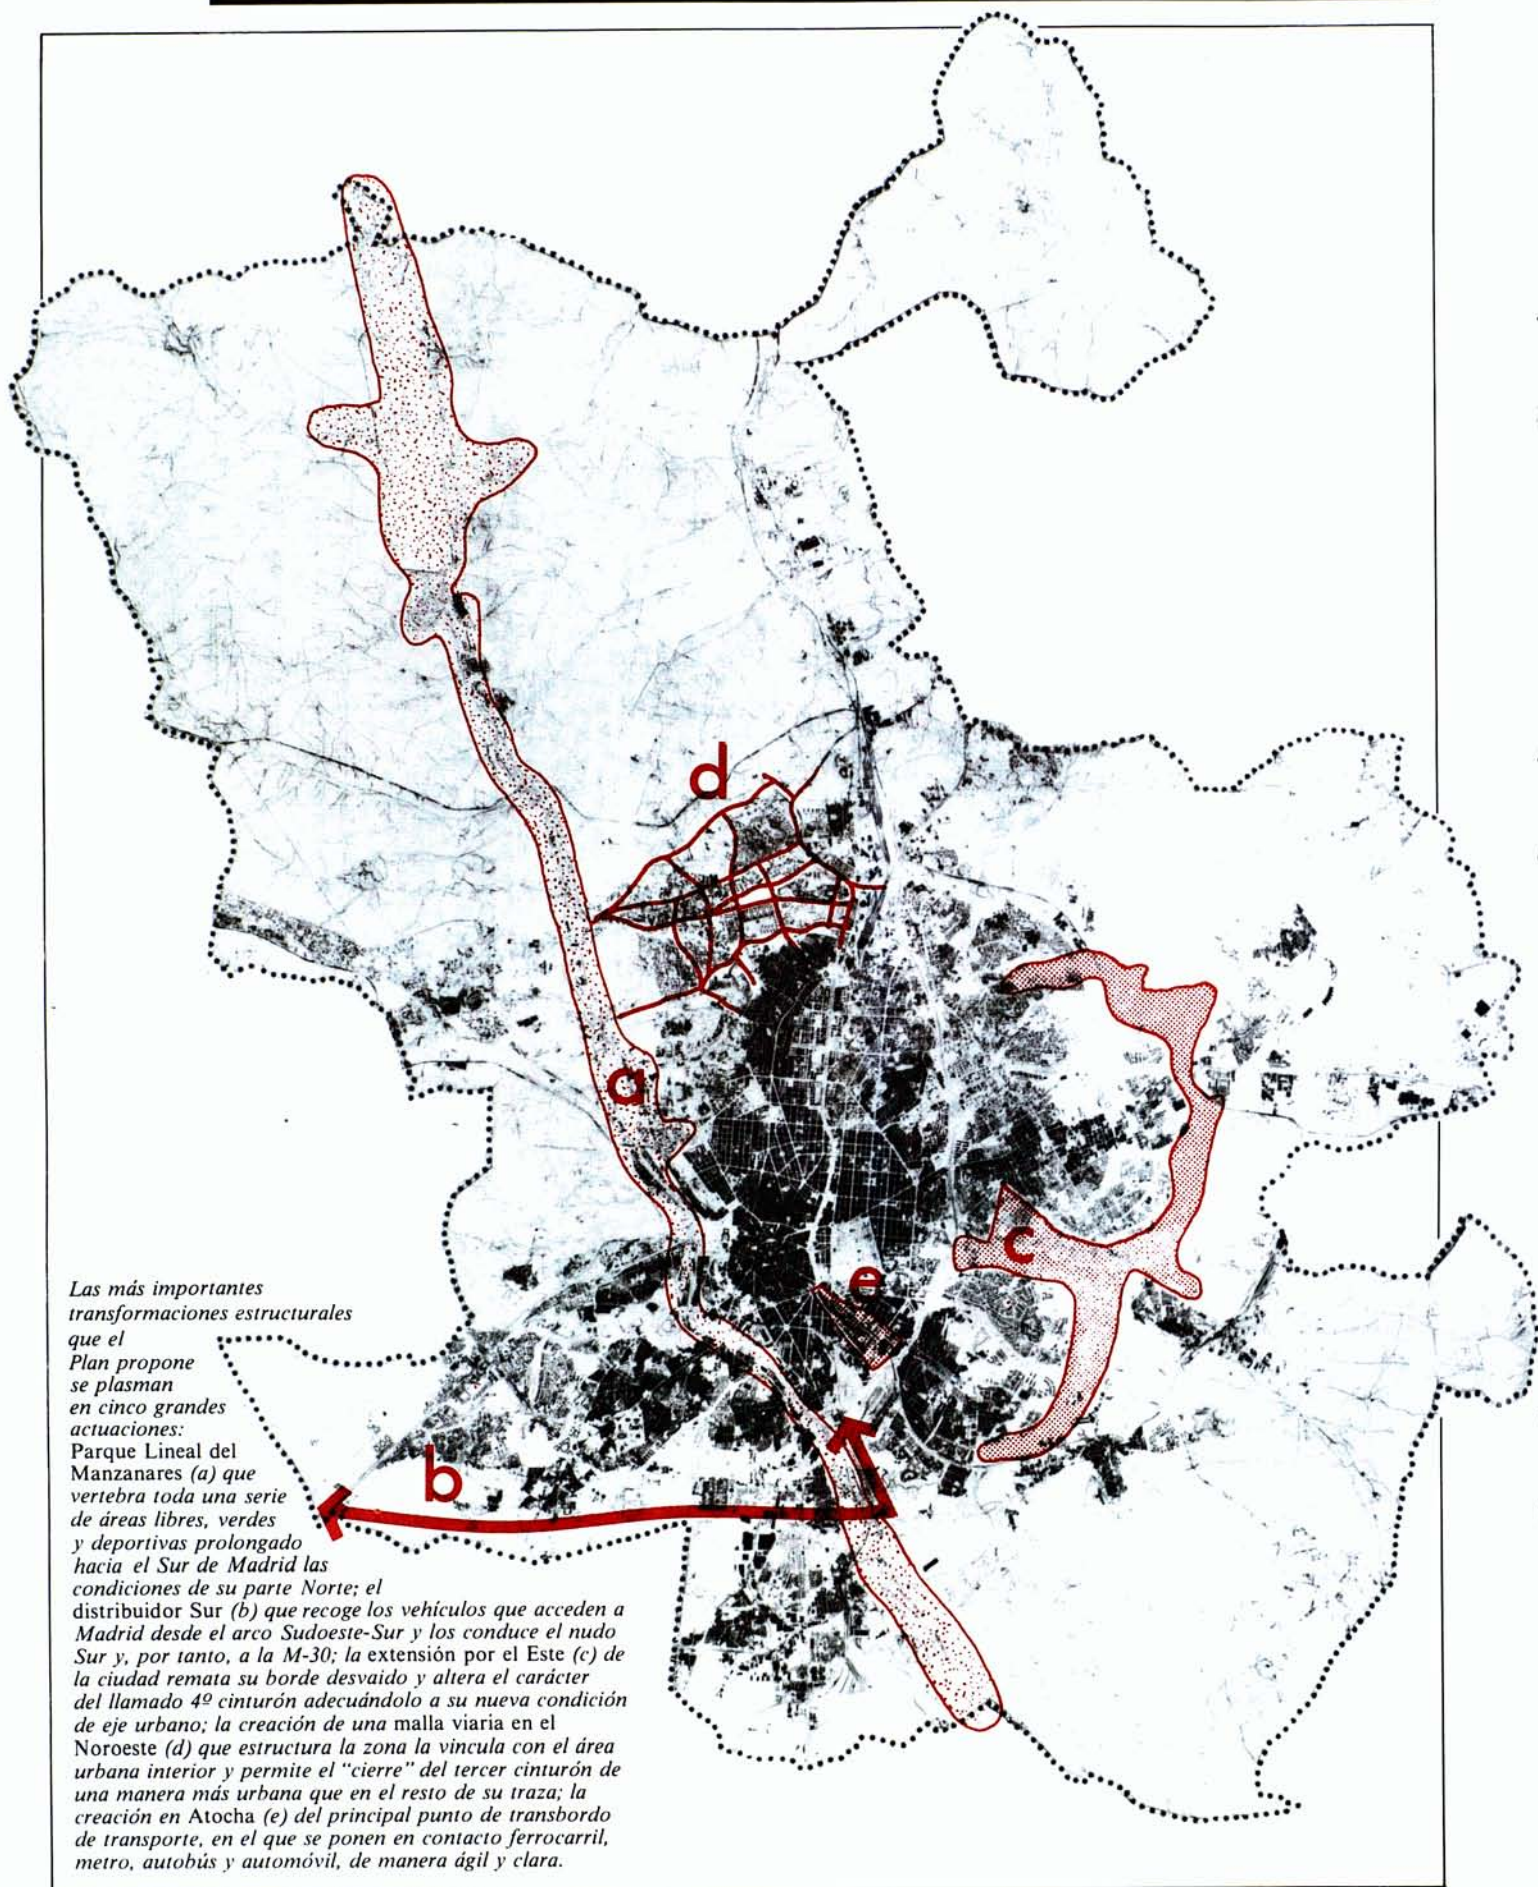 d
a
c
e
b
Las más importantes
transformaciones estructurales
que el
Plan propone
se plasman
en cinco grandes
actuaciones:
Parque Lineal del
Manzanares (a) que
vertebra toda una serie
de áreas libres, verdes
y deportivas prolongado
hacia el Sur de Madrid las
condiciones de su parte Norte; el
distribuidor Sur (b) que recoge los vehículos que acceden a
Madrid desde el arco Sudoeste-Sur y los conduce el nudo
Sur y, por tanto, a la M-30; la extensión por el Este (c) de
la ciudad remata su borde desvaido y altera el carácter
del llamado 4º cinturón adecuándolo a su nueva condición
de eje urbano; la creación de una malla viaria en el
Noroeste (d) que estructura la zona la vincula con el área
urbana interior y permite el "cierre" del tercer cinturón de
una manera más urbana que en el resto de su traza; la
creación en Atocha (e) del principal punto de transbordo
de transporte, en el que se ponen en contacto ferrocarril,
metro, autobús y automóvil, de manera ágil y clara.